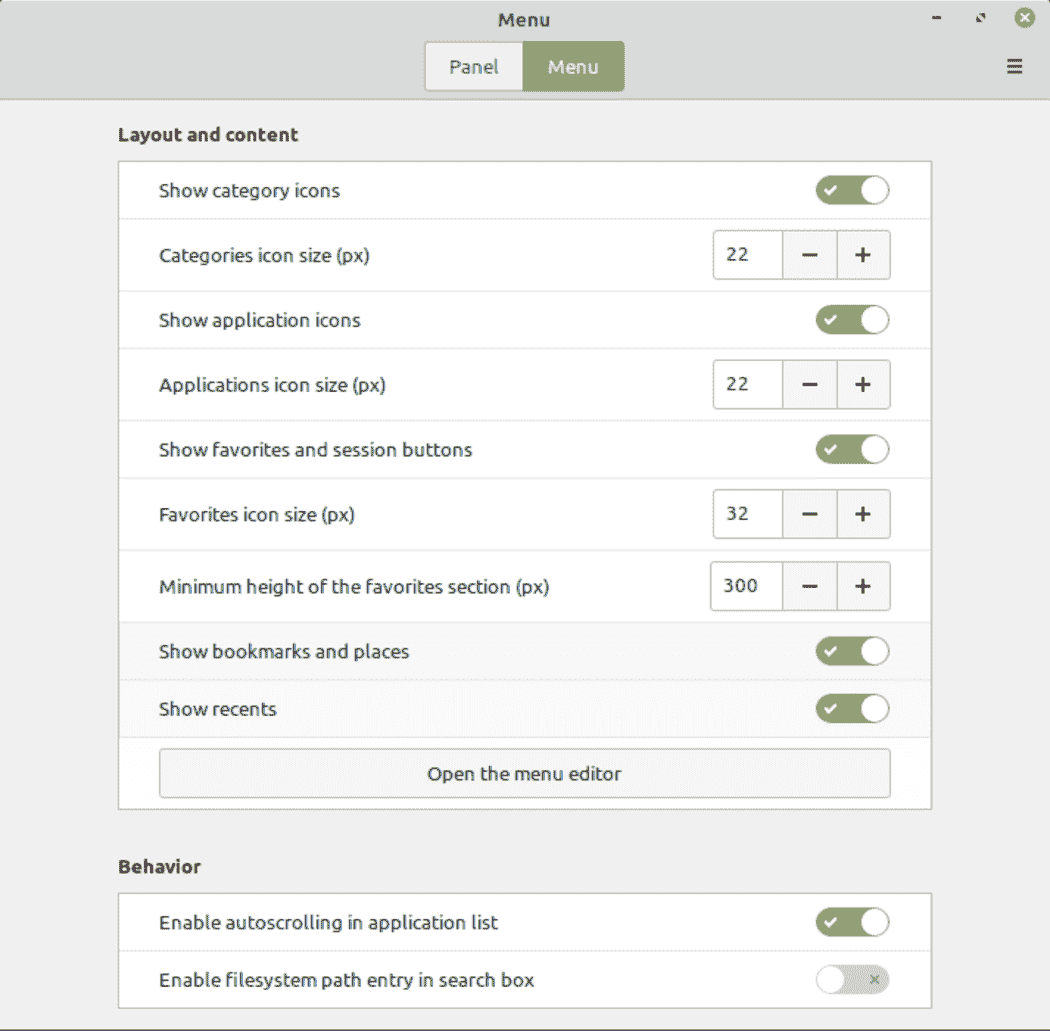 Menu
Panel Menu
Layout and content
Show category icons
Categories icon size (px) 22
Show application icons
Applications icon size (px) 22
Show favorites and session buttons
Favorites icon size (px) 32
Minimum height of the favorites section (px) 300
Show bookmarks and places
Show recents
Open the menu editor
Behavior
Enable autoscrolling in application list
Enable filesystem path entry in search box